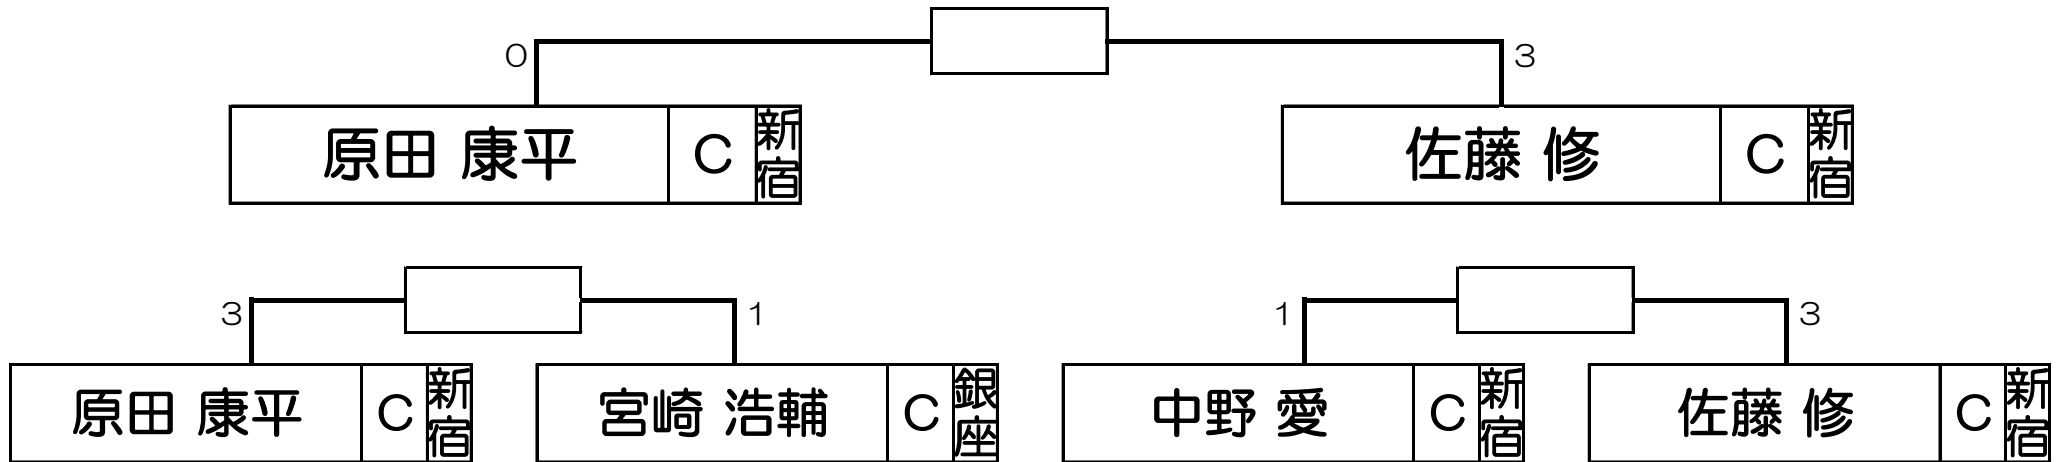 0 3
原田 康平 C 新宿 佐藤 修 C 新宿
3 1 1 3
原田 康平 C 新宿 宮崎 浩輔 C 銀座 中野 愛 C 新宿 佐藤 修 C 新宿